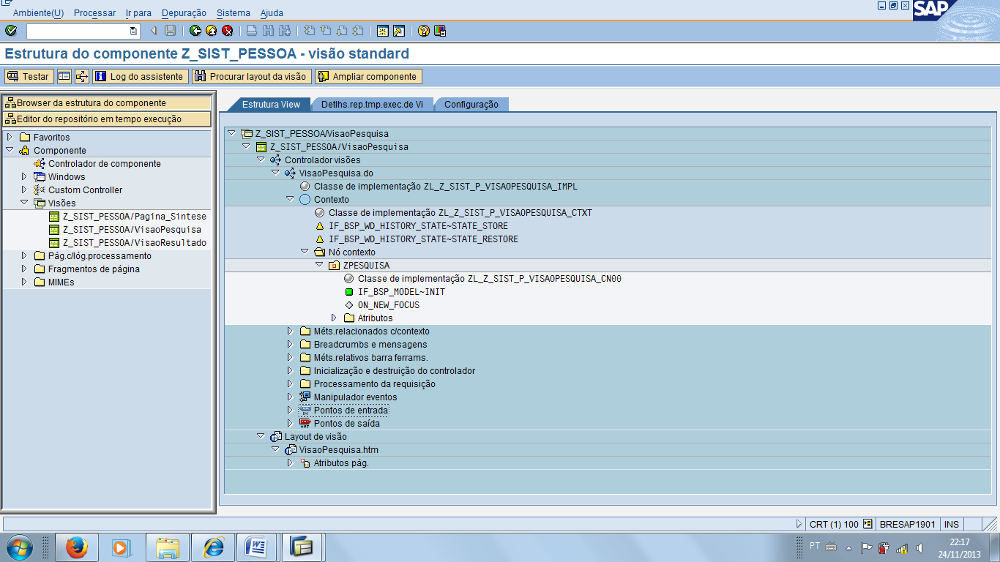 Ambiente(U) Processar Ir para Depuração Sistema Ajuda
SAP
Estrutura do componente Z_SIST_PESSOA - visão standard
Testar Log do assistente Procurar layout da visão Ampliar componente
Browser da estrutura do componente
Editor do repositório em tempo execução
Favoritos
Componente
Controlador de componente
Windows
Custom Controller
Visões
Z_SIST_PESSOA/Pagina_Sintese
Z_SIST_PESSOA/VisaoPesquisa
Z_SIST_PESSOA/VisaoResultado
Pág.c/lóg.processamento
Fragmentos de página
MIMEs
Estrutura View Detlhs.rep.tmp.exec.de Vi Configuração
Z_SIST_PESSOA/VisaoPesquisa
Z_SIST_PESSOA/VisaoPesquisa
Controlador visões
VisaoPesquisa.do
Classe de implementação ZL_Z_SIST_P_VISAOPESQUISA_IMPL
Contexto
Classe de implementação ZL_Z_SIST_P_VISAOPESQUISA_CTXT
IF_BSP_WD_HISTORY_STATE~STATE_STORE
IF_BSP_WD_HISTORY_STATE~STATE_RESTORE
Nó contexto
ZPESQUISA
Classe de implementação ZL_Z_SIST_P_VISAOPESQUISA_CN00
IF_BSP_MODEL~INIT
ON_NEW_FOCUS
Atributos
Méts.relacionados c/contexto
Breadcrumbs e mensagens
Méts.relativos barra ferrams.
Inicialização e destruição do controlador
Processamento da requisição
Manipulador eventos
Pontos de entrada
Pontos de saída
Layout de visão
VisaoPesquisa.htm
Atributos pág.
CRT (1) 100 BRESAP1901 INS
PT 22:17
24/11/2013